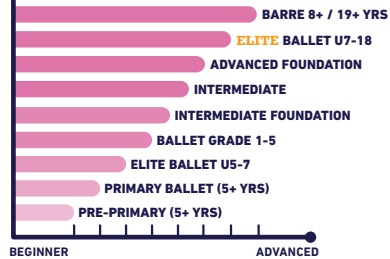 BARRE 8+ / 19+ YRS
ELITE BALLET U7-18
ADVANCED FOUNDATION
INTERMEDIATE
INTERMEDIATE FOUNDATION
BALLET GRADE 1-5
ELITE BALLET U5-7
PRIMARY BALLET (5+ YRS)
PRE-PRIMARY (5+ YRS)
BEGINNER ADVANCED